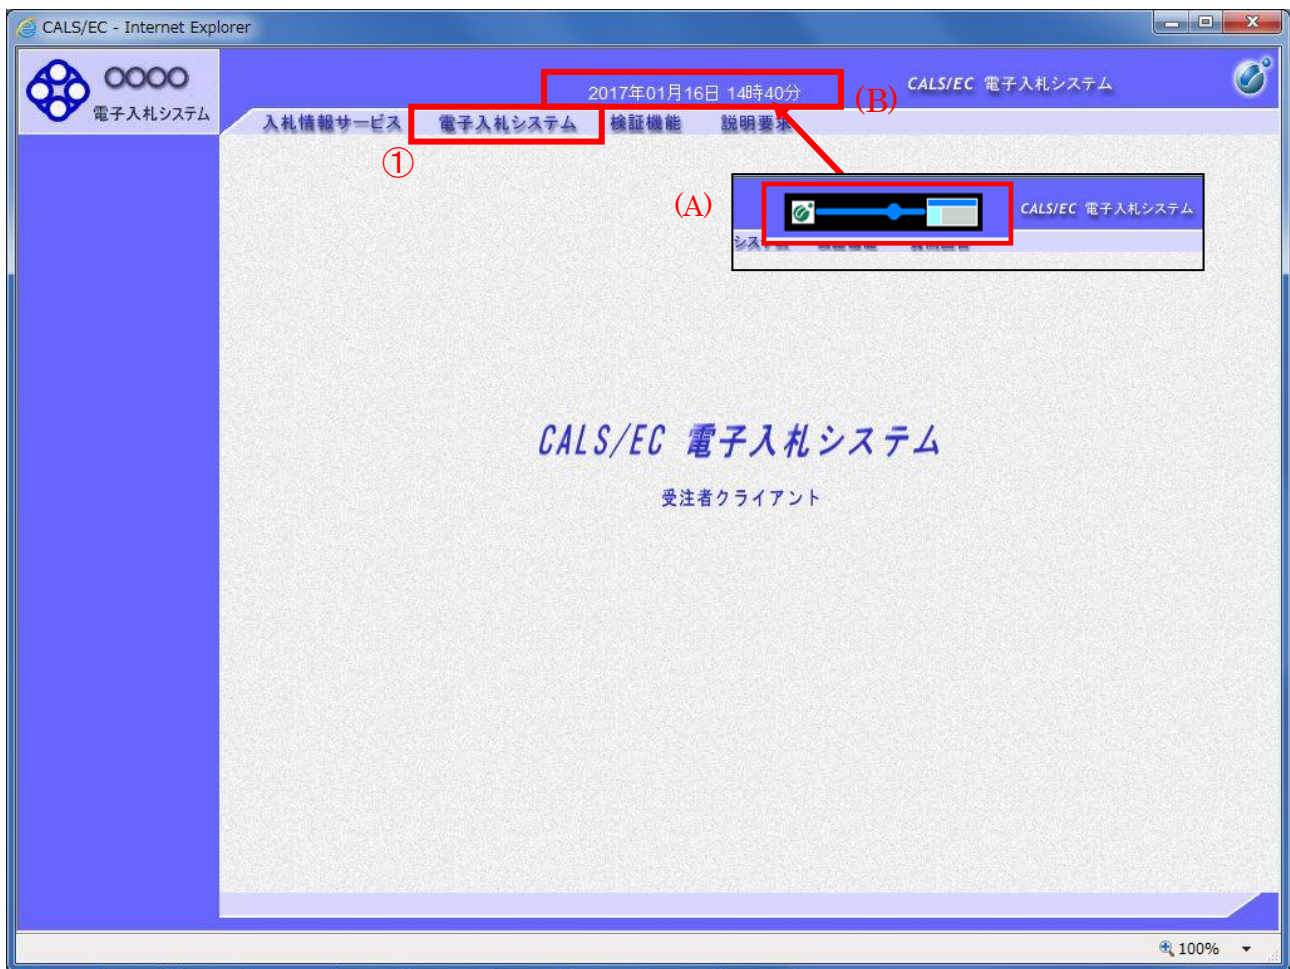 CALS/EC - Internet Explorer
○○○○
電子入札システム
2017年01月16日 14時40分
(B)
CALS/EC 電子入札システム
入札情報サービス 電子入札システム 検証機能 説明要求
①
(A)
CALS/EC 電子入札システム
システム
CALS/EC 電子入札システム
受注者クライアント
100%